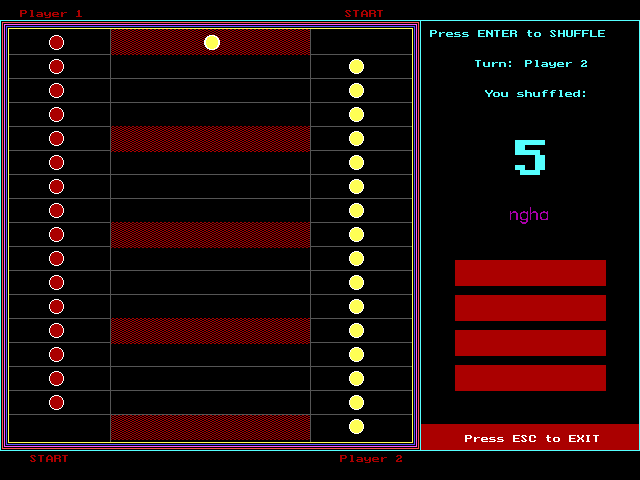 Player 1
START
Press ENTER to SHUFFLE
Turn: Player 2
You shuffled:
5
ngha
Press ESC to EXIT
START
Player 2